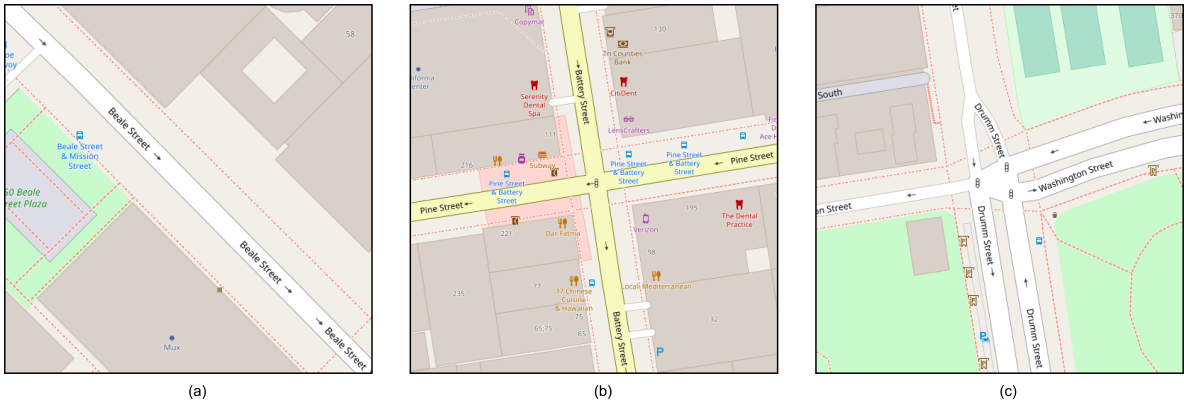 58
Beale Street
Beale Street
& Mission
Street
50 Beale
Street Plaza
Beale Street
Beale Street
Mux
(a)
Copymat
130
Tri Counties
Bank
Battery Street
Serenity
Dental
Spa
CitiDent
LensCrafters
111
Ace H
216
Subway
Pine Street
& Battery
Street
Pine Street
& Battery
Street
Pine Street
Pine Street
& Battery
Street
Pine Street
195
The Dental
Practice
221
Dar Fatma
Verizon
98
235
77
77 Chinese
Cuisine
& Hawaiian
Local Mediterranean
75
65;75
65
Battery Street
32
P
(b)
370
South
Drumm Street
Washin
Washington Street
on Street
Drumm Street
Drumm Street
P
(c)